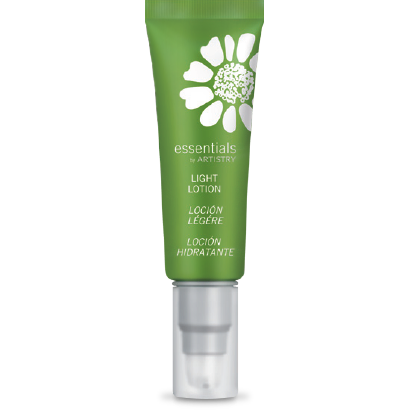 essentials
by ARTISTRY
LIGHT
LOTION
LOCIÓN
LÉGÈRE
LOCIÓN
HIDRATANTE